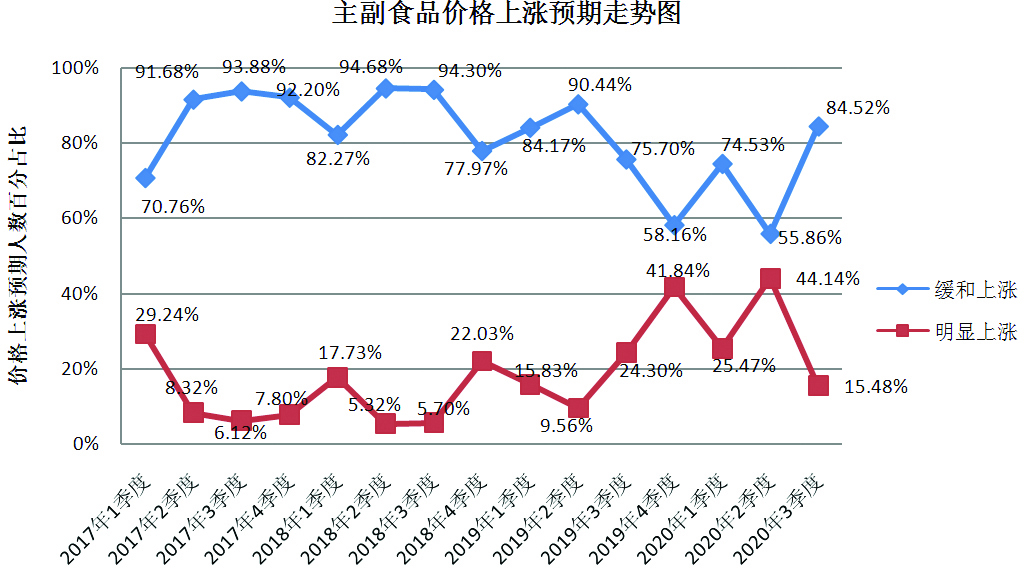 主副食品价格上涨预期走势图
价格上涨预期人数百分占比
100%
80%
60%
40%
20%
0%
70.76%
91.68%
93.88%
92.20%
82.27%
94.68%
94.30%
77.97%
84.17%
90.44%
75.70%
58.16%
74.53%
55.86%
84.52%
29.24%
8.32%
6.12%
7.80%
17.73%
5.32%
5.70%
22.03%
15.83%
9.56%
24.30%
41.84%
25.47%
44.14%
15.48%
缓和上涨
明显上涨
2017年1季度
2017年2季度
2017年3季度
2017年4季度
2018年1季度
2018年2季度
2018年3季度
2018年4季度
2019年1季度
2019年2季度
2019年3季度
2019年4季度
2020年1季度
2020年2季度
2020年3季度